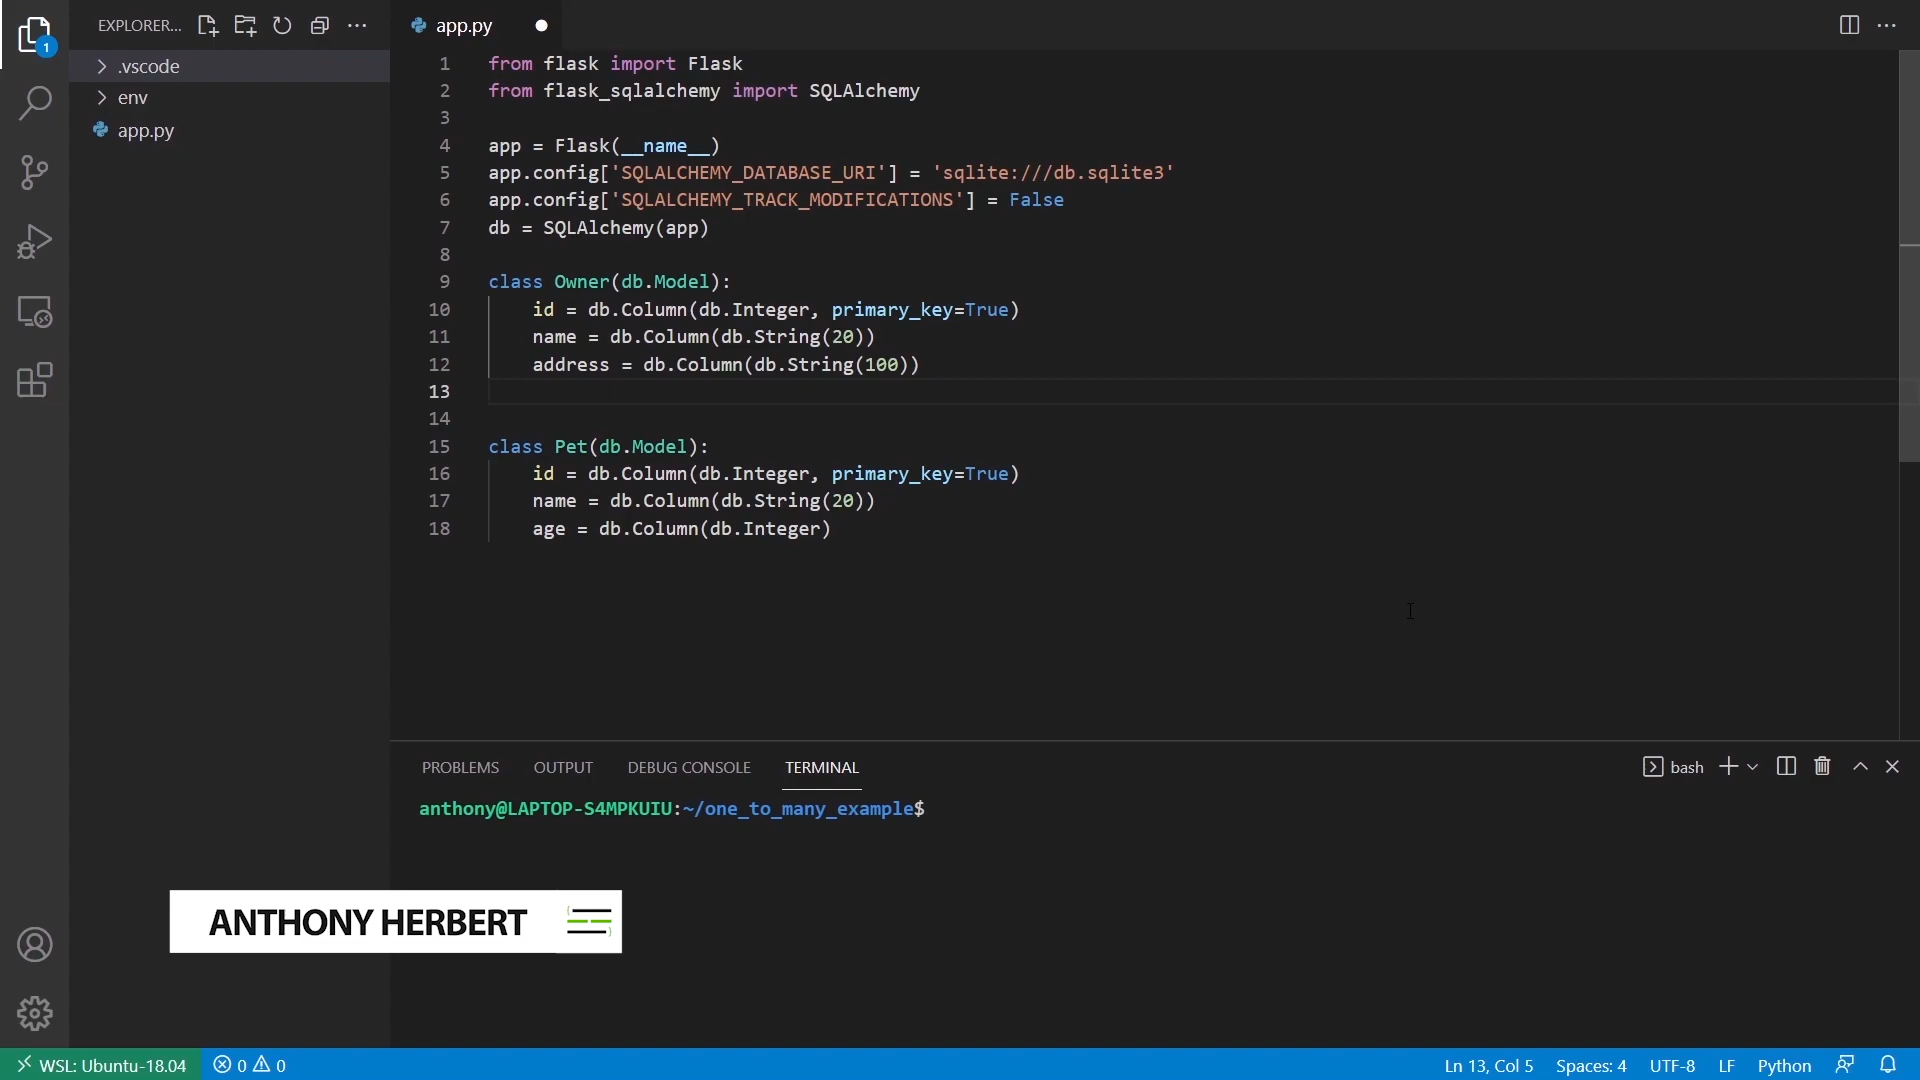 EXPLORER...
1
.vscode
env
app.py
app.py
1 from flask import Flask
2 from flask_sqlalchemy import SQLAlchemy
3
4 app = Flask(__name__)
5 app.config['SQLALCHEMY_DATABASE_URI'] = 'sqlite:///db.sqlite3'
6 app.config['SQLALCHEMY_TRACK_MODIFICATIONS'] = False
7 db = SQLAlchemy(app)
8
9 class Owner(db.Model):
10     id = db.Column(db.Integer, primary_key=True)
11     name = db.Column(db.String(20))
12     address = db.Column(db.String(100))
13
14
15 class Pet(db.Model):
16     id = db.Column(db.Integer, primary_key=True)
17     name = db.Column(db.String(20))
18     age = db.Column(db.Integer)
PROBLEMS OUTPUT DEBUG CONSOLE TERMINAL bash
anthony@LAPTOP-S4MPKUIU:~/one_to_many_example$
ANTHONY HERBERT
WSL: Ubuntu-18.04 0 0 Ln 13, Col 5 Spaces: 4 UTF-8 LF Python